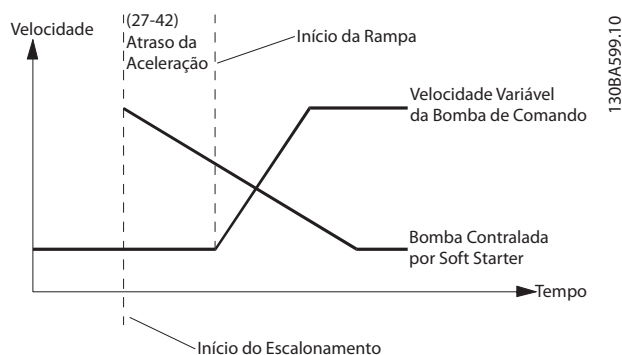 Velocidade
(27-42)
Atraso da
Aceleração
Início da Rampa
130BA599.10
Velocidade Variável
da Bomba de Comando
Bomba Contralada
por Soft Starter
Tempo
Início do Escalonamento